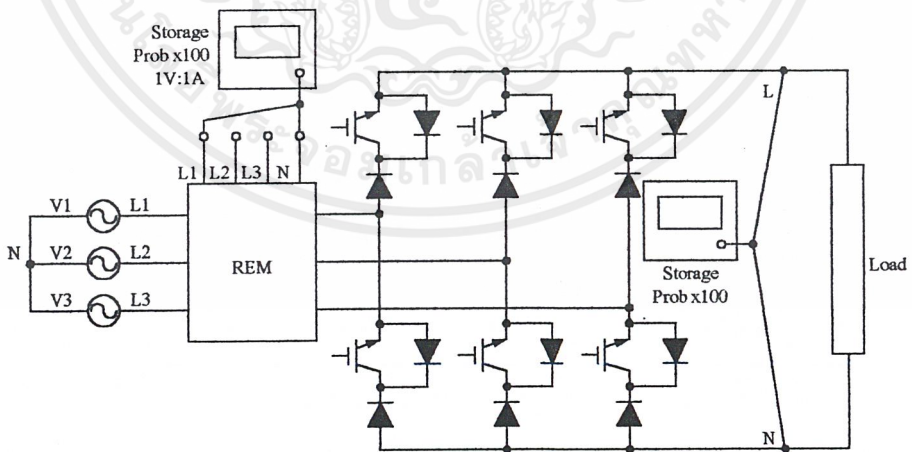 Storage
Prob x100
1V:1A
L1 L2 L3 N
V1 L1
N V2 L2
V3 L3
REM
L
Storage
Prob x100
Load
N